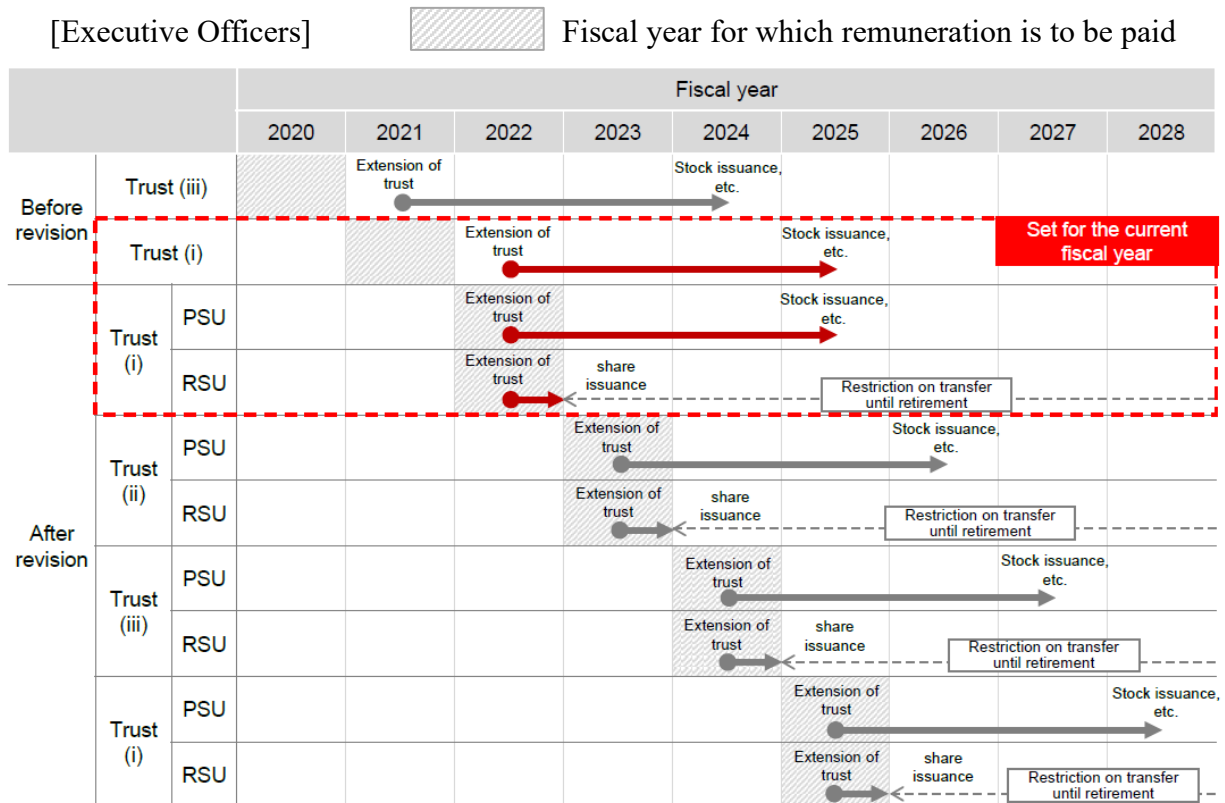 [Executive Officers]
Fiscal year for which remuneration is to be paid
Fiscal year
2020 2021 2022 2023 2024 2025 2026 2027 2028
Before
revision
Trust (iii)
Extension of
trust
Stock issuance,
etc.
Trust (i)
Extension of
trust
Stock issuance,
etc.
Set for the current
fiscal year
After
revision
Trust
(i)
PSU
Extension of
trust
Stock issuance,
etc.
RSU
Extension of
trust
share
issuance
Restriction on transfer
until retirement
Trust
(ii)
PSU
Extension of
trust
Stock issuance,
etc.
RSU
Extension of
trust
share
issuance
Restriction on transfer
until retirement
Trust
(iii)
PSU
Extension of
trust
Stock issuance,
etc.
RSU
Extension of
trust
share
issuance
Restriction on transfer
until retirement
Trust
(i)
PSU
Extension of
trust
Stock issuance,
etc.
RSU
Extension of
trust
share
issuance
Restriction on transfer
until retirement